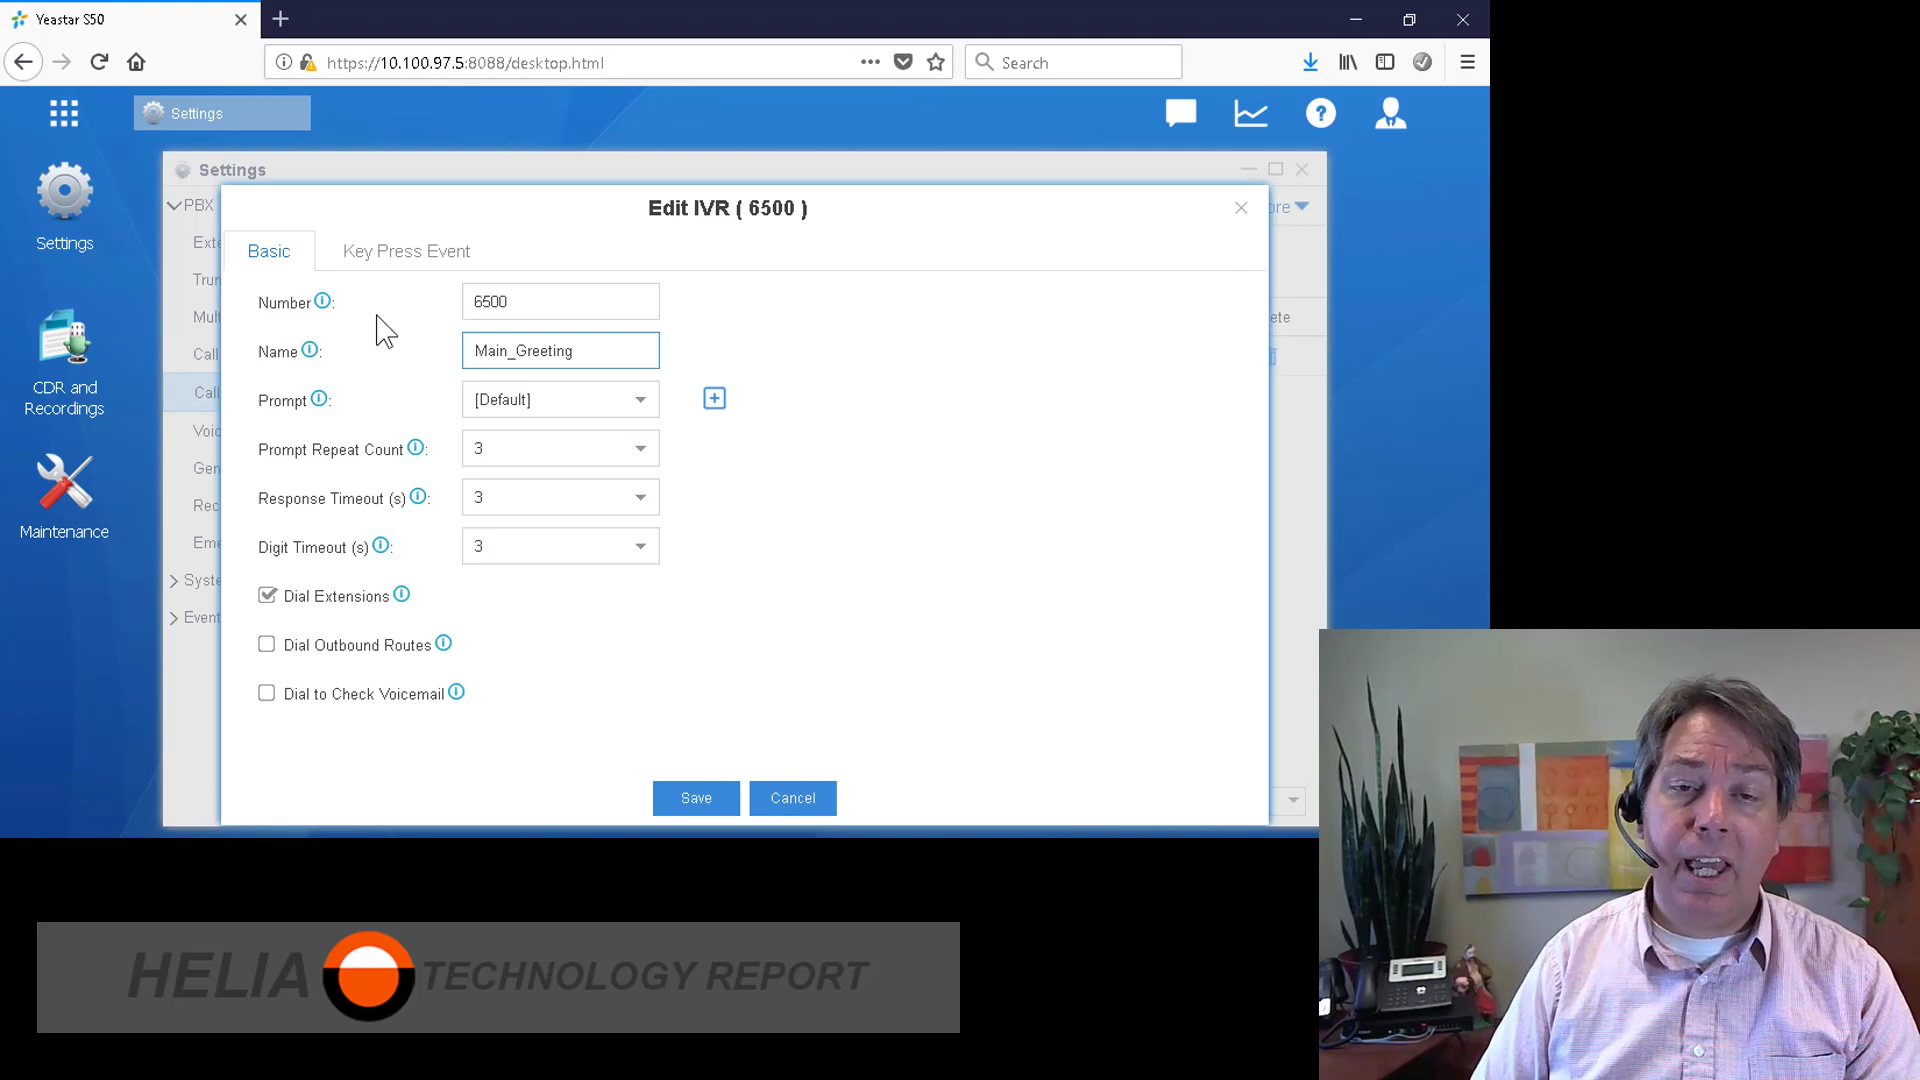 Yeastar S50
https://10.100.97.5:8088/desktop.html
Search
Settings
Settings
Settings
CDR and
Recordings
Maintenance
PBX
Edit IVR ( 6500 )
Basic
Key Press Event
Number
6500
Name
Main_Greeting
Prompt
[Default]
Prompt Repeat Count
3
Response Timeout (s)
3
Digit Timeout (s)
3
Dial Extensions
Dial Outbound Routes
Dial to Check Voicemail
Save
Cancel
HELIA TECHNOLOGY REPORT